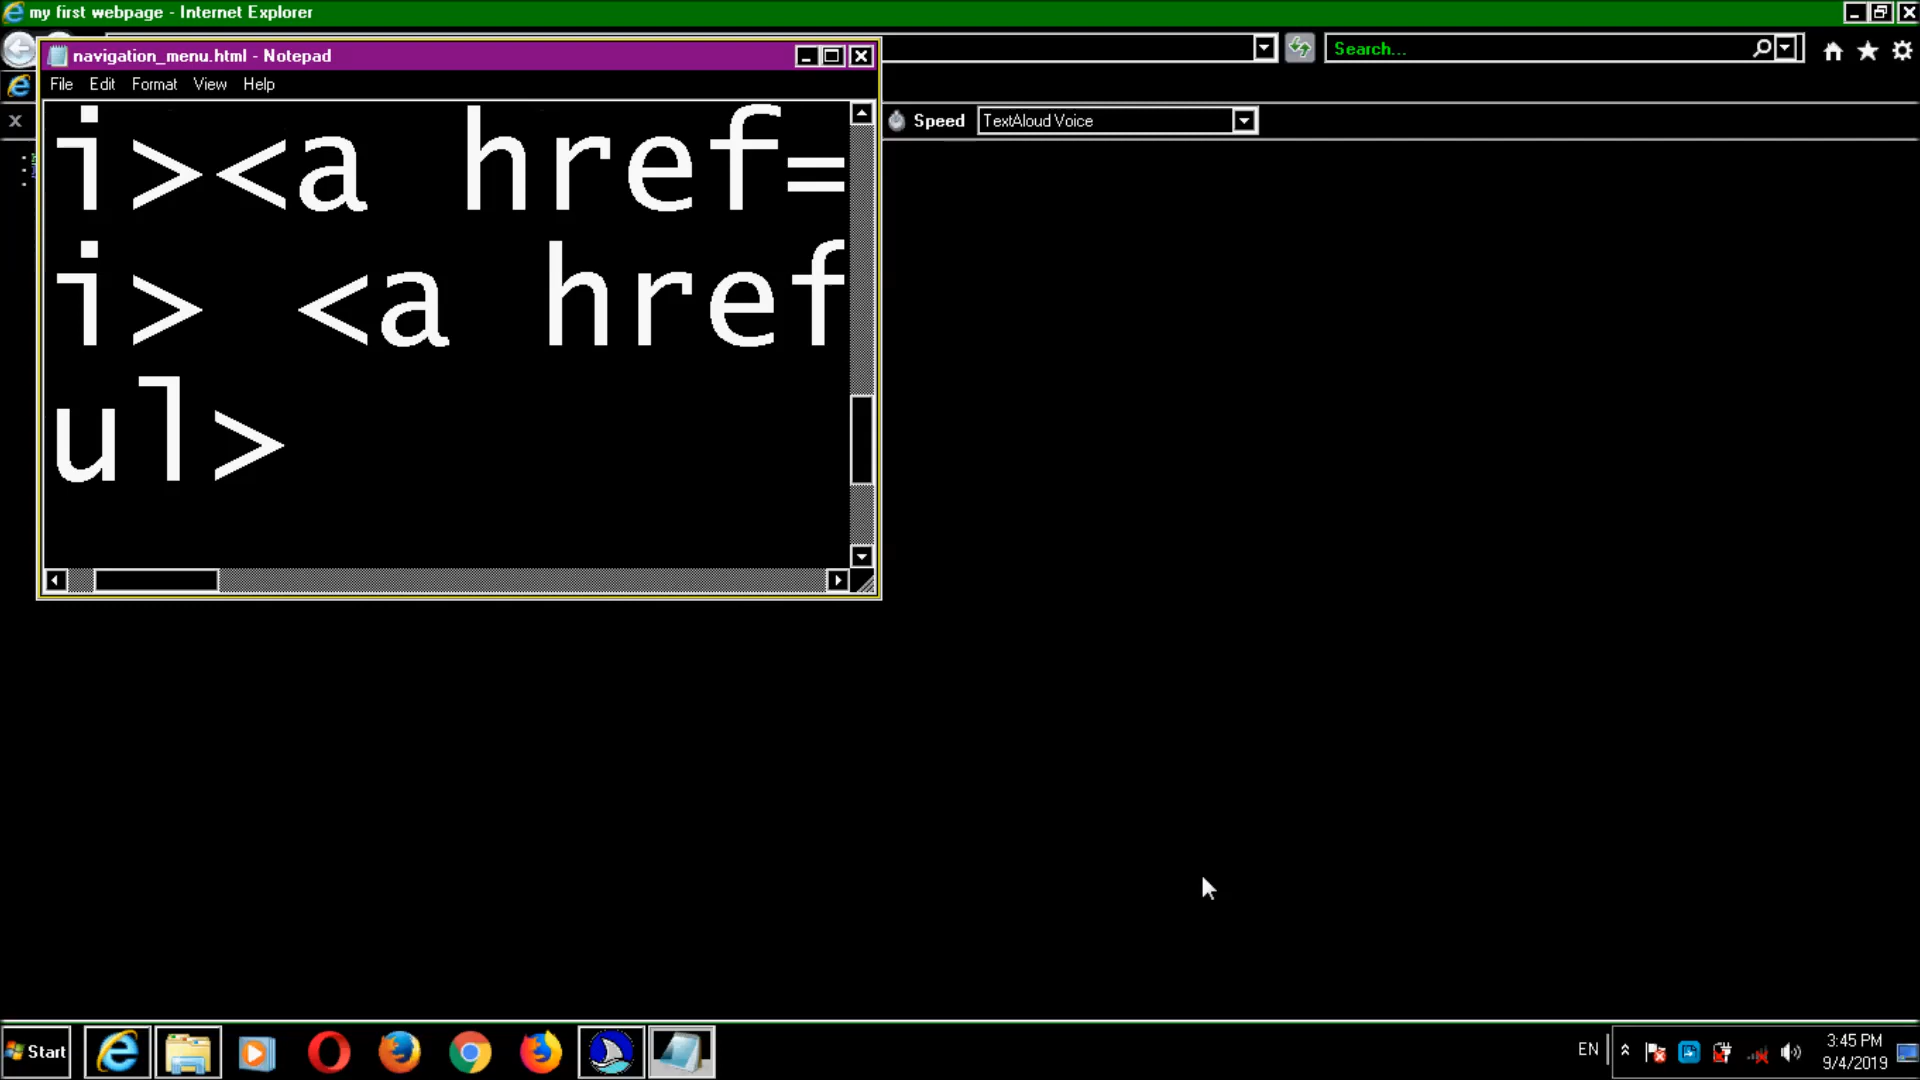 my first webpage - Internet Explorer
Search...
navigation_menu.html - Notepad
File Edit Format View Help
Speed TextAloud Voice
i><a href=
i> <a href
ul>
Start
EN
3:45 PM
9/4/2019